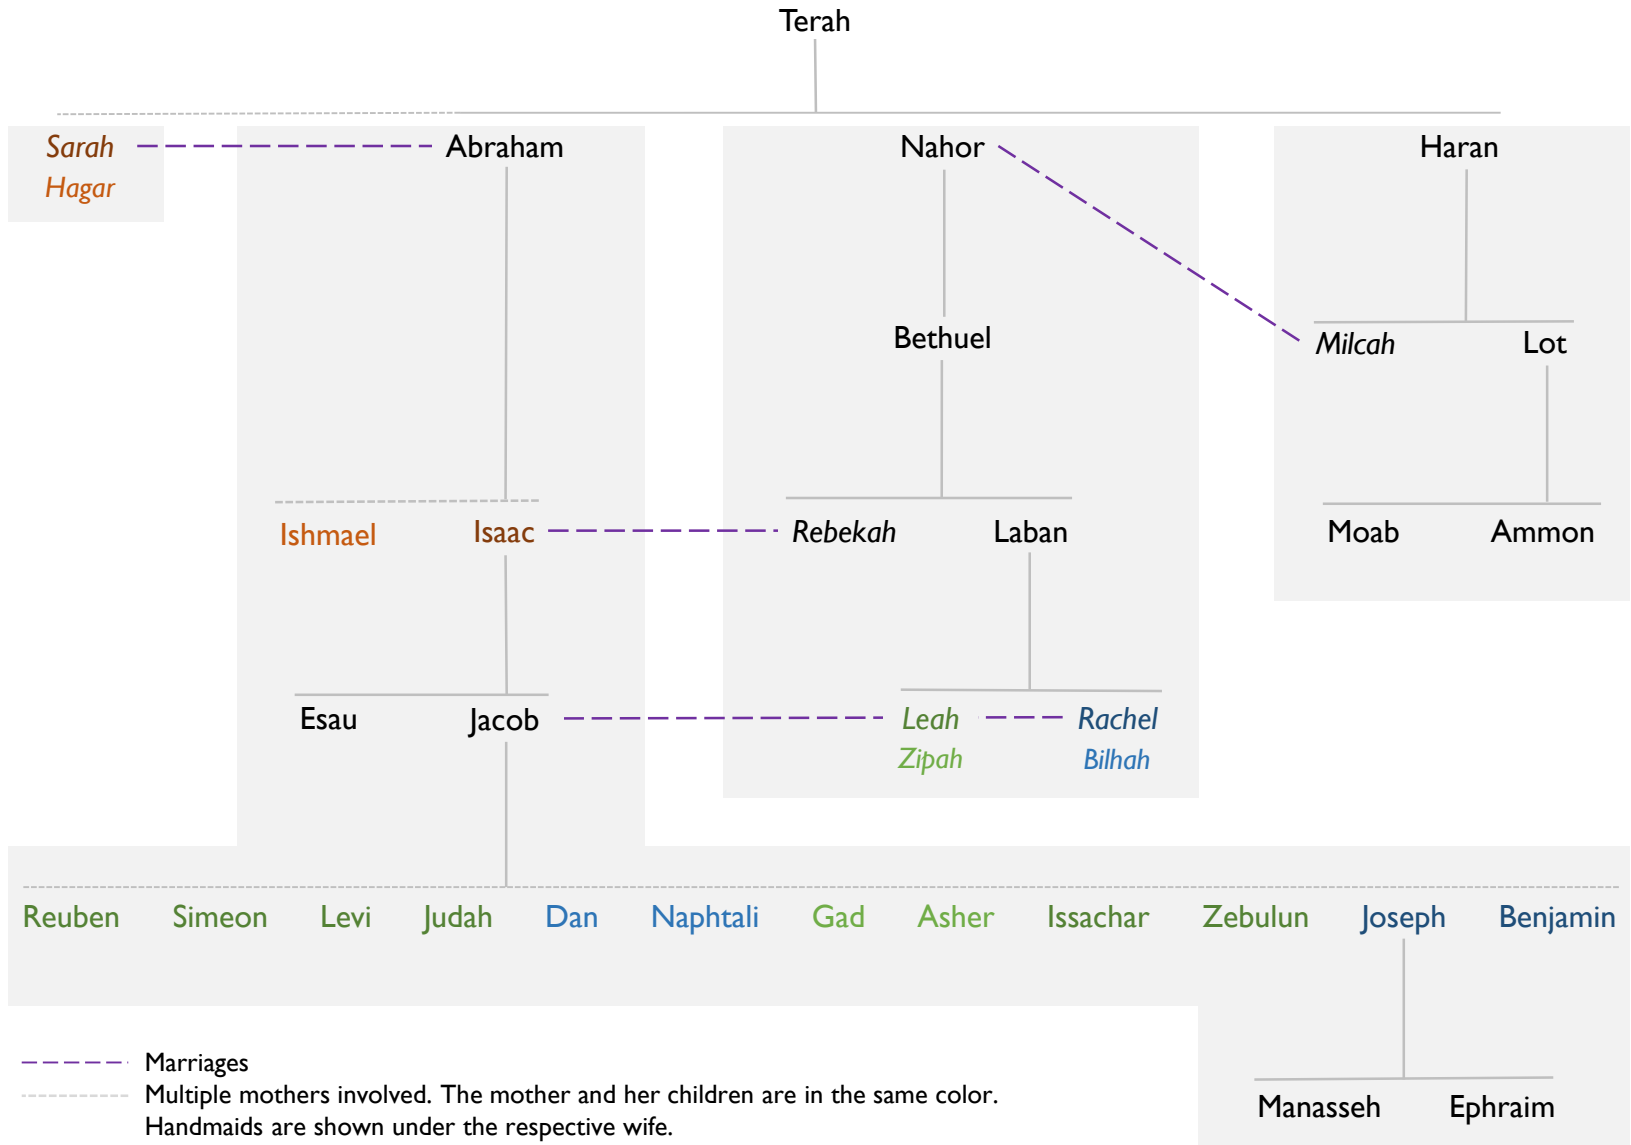 Terah
Sarah Abraham Nahor Haran
Hagar
Bethuel Milcah Lot
Ishmael Isaac Rebekah Laban Moab Ammon
Esau Jacob Leah Rachel
Zipah Bilhah
Reuben Simeon Levi Judah Dan Naphtali Gad Asher Issachar Zebulun Joseph Benjamin
Marriages
Multiple mothers involved. The mother and her children are in the same color.
Handmaids are shown under the respective wife.
Manasseh Ephraim